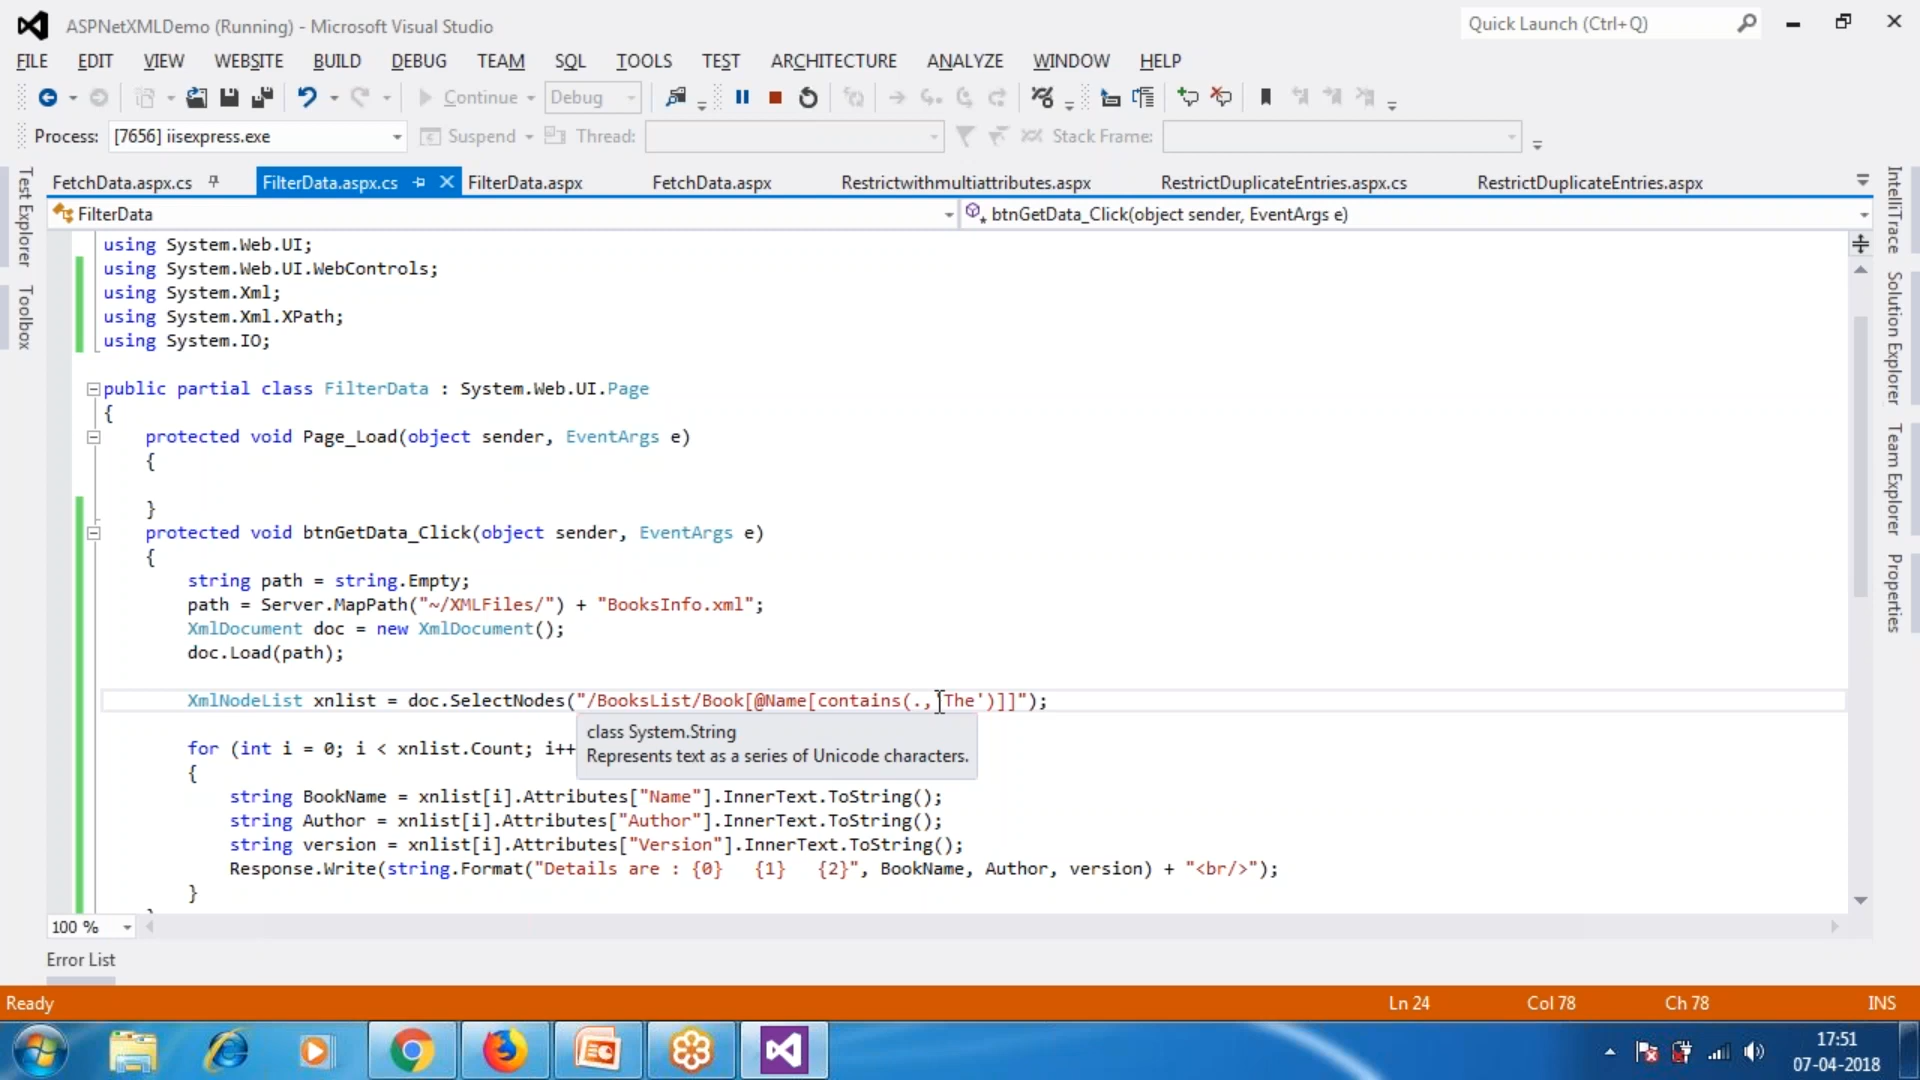 ASPNetXMLDemo (Running) - Microsoft Visual Studio
Quick Launch (Ctrl+Q)
FILE EDIT VIEW WEBSITE BUILD DEBUG TEAM SQL TOOLS TEST ARCHITECTURE ANALYZE WINDOW HELP
Continue Debug
Process: [7656] iisexpress.exe Suspend Thread: Stack Frame:
FetchData.aspx.cs FilterData.aspx.cs FilterData.aspx FetchData.aspx Restrictwithmultiattributes.aspx RestrictDuplicateEntries.aspx.cs RestrictDuplicateEntries.aspx
FilterData btnGetData_Click(object sender, EventArgs e)
Test Explorer
Toolbox
using System.Web.UI;
using System.Web.UI.WebControls;
using System.Xml;
using System.Xml.XPath;
using System.IO;
public partial class FilterData : System.Web.UI.Page
{
protected void Page_Load(object sender, EventArgs e)
{
}
protected void btnGetData_Click(object sender, EventArgs e)
{
string path = string.Empty;
path = Server.MapPath("~/XMLFiles/") + "BooksInfo.xml";
XmlDocument doc = new XmlDocument();
doc.Load(path);
XmlNodeList xnlist = doc.SelectNodes("/BooksList/Book[@Name[contains(.,'The')]]");
class System.String
Represents text as a series of Unicode characters.
for (int i = 0; i < xnlist.Count; i++
{
string BookName = xnlist[i].Attributes["Name"].InnerText.ToString();
string Author = xnlist[i].Attributes["Author"].InnerText.ToString();
string version = xnlist[i].Attributes["Version"].InnerText.ToString();
Response.Write(string.Format("Details are : {0}   {1}   {2}", BookName, Author, version) + "<br/>");
}
IntelliTrace
Solution Explorer
Team Explorer
Properties
100 %
Error List
Ready Ln 24 Col 78 Ch 78 INS
17:51
07-04-2018